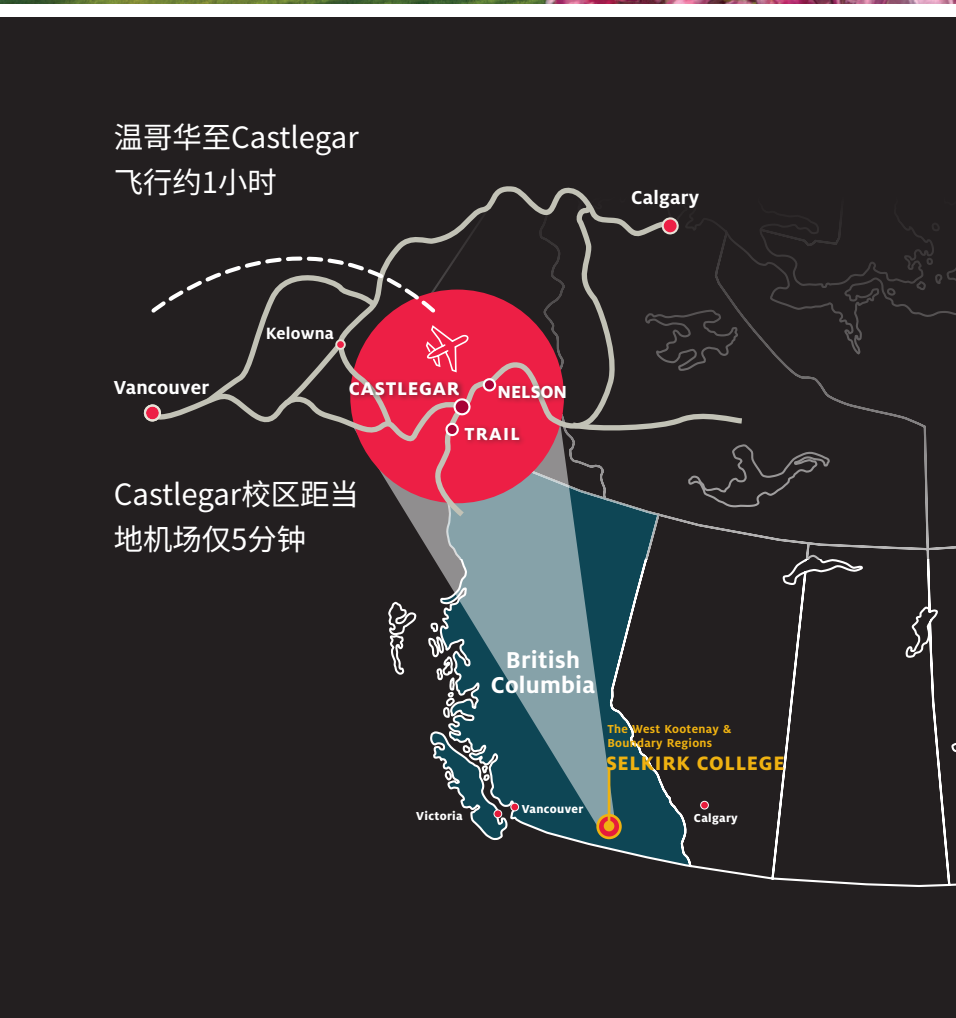 温哥华至Castlegar
飞行约1小时
Calgary
Kelowna
Vancouver
CASTLEGAR
NELSON
TRAIL
Castlegar校区距当
地机场仅5分钟
British
Columbia
The West Kootenay &
Boundary Regions
SELKIRK COLLEGE
Victoria
Vancouver
Calgary